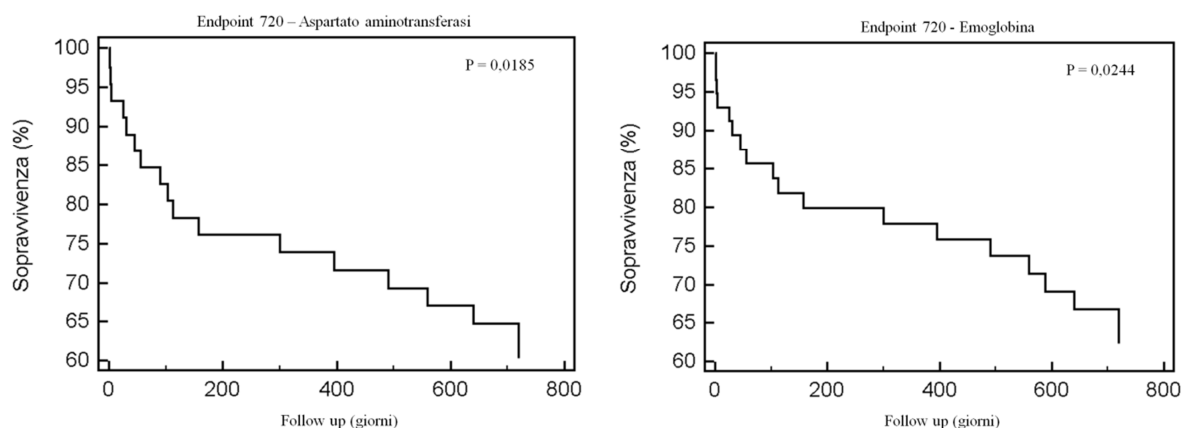 Endpoint 720 – Aspartato aminotransferasi
P = 0,0185
Sopravvivenza (%)
100
95
90
85
80
75
70
65
60
0 200 400 600 800
Follow up (giorni)
Endpoint 720 - Emoglobina
P = 0,0244
Sopravvivenza (%)
100
95
90
85
80
75
70
65
60
0 200 400 600 800
Follow up (giorni)